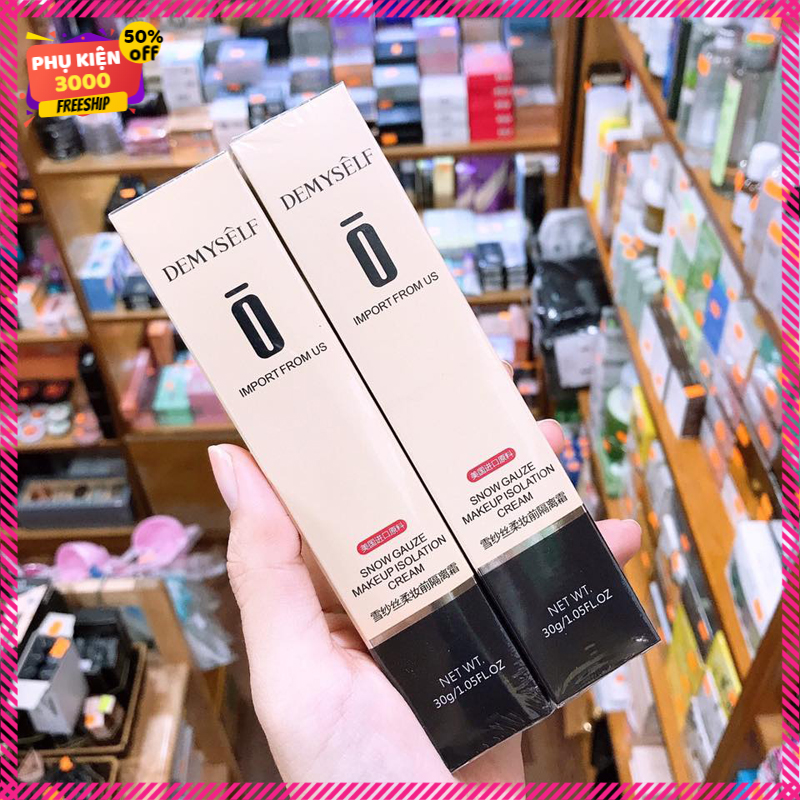 PHỤ KIỆN
3000
FREESHIP
50%
off
DEMYSÊLF
Ō
IMPORT FROM US
美国进口原料
SNOW GAUZE
MAKEUP ISOLATION
CREAM
雪纱丝柔妆前隔离霜
NET WT.
30g/1.05FL.OZ
DEMYSÊLF
Ō
IMPORT FROM US
美国进口原料
SNOW GAUZE
MAKEUP ISOLATION
CREAM
雪纱丝柔妆前隔离霜
NET WT.
30g/1.05FL.OZ